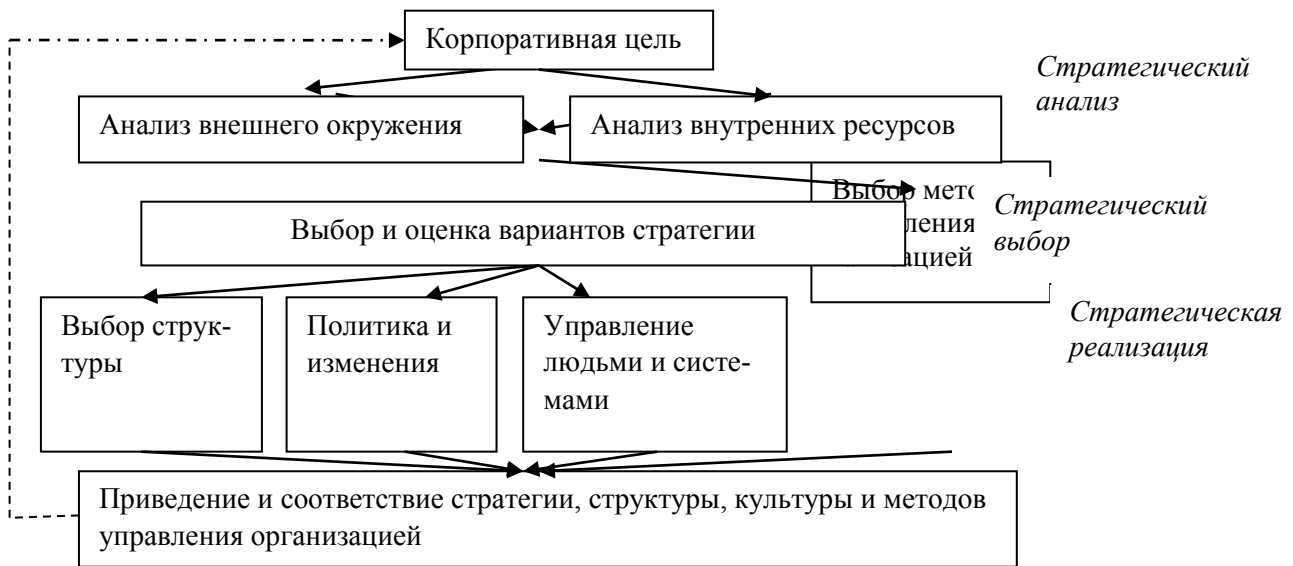 Корпоративная цель
Стратегический
анализ
Анализ внешнего окружения
Анализ внутренних ресурсов
Выбор
Стратегический
выбор
Выбор и оценка вариантов стратегии
Выбор струк-
туры
Политика и
изменения
Управление
людьми и систе-
мами
Стратегическая
реализация
Приведение и соответствие стратегии, структуры, культуры и методов
управления организацией